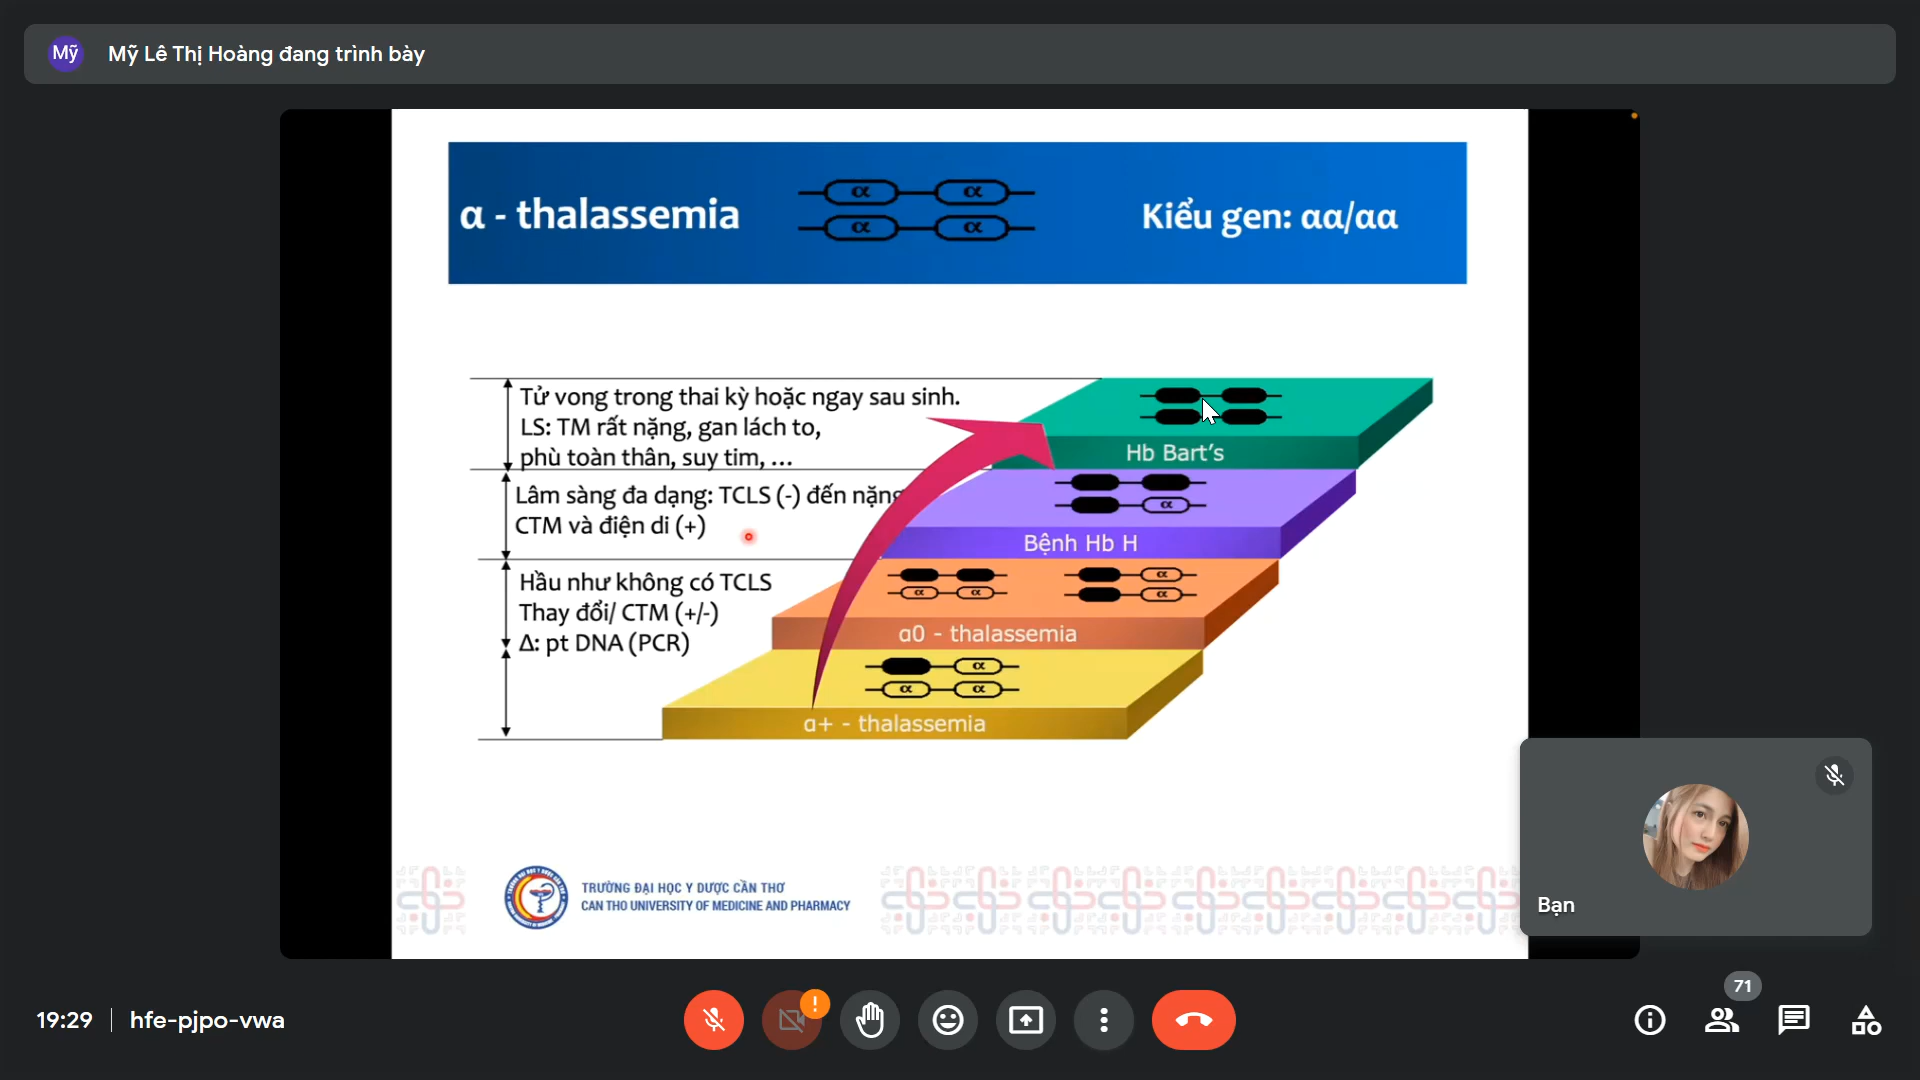 Mỹ
Mỹ Lê Thị Hoàng đang trình bày
α - thalassemia
α α
α α
Kiểu gen: αα/αα
Tử vong trong thai kỳ hoặc ngay sau sinh.
LS: TM rất nặng, gan lách to,
phù toàn thân, suy tim, ...
Hb Bart's
Lâm sàng đa dạng: TCLS (-) đến nặng
CTM và điện di (+)
α
Bệnh Hb H
Hầu như không có TCLS
Thay đổi/ CTM (+/-)
Δ: pt DNA (PCR)
α α
α
α
α0 - thalassemia
α
α α
α+ - thalassemia
TRƯỜNG ĐẠI HỌC Y DƯỢC CẦN THƠ
CAN THO UNIVERSITY OF MEDICINE AND PHARMACY
Bạn
19:29
hfe-pjpo-vwa
!
71